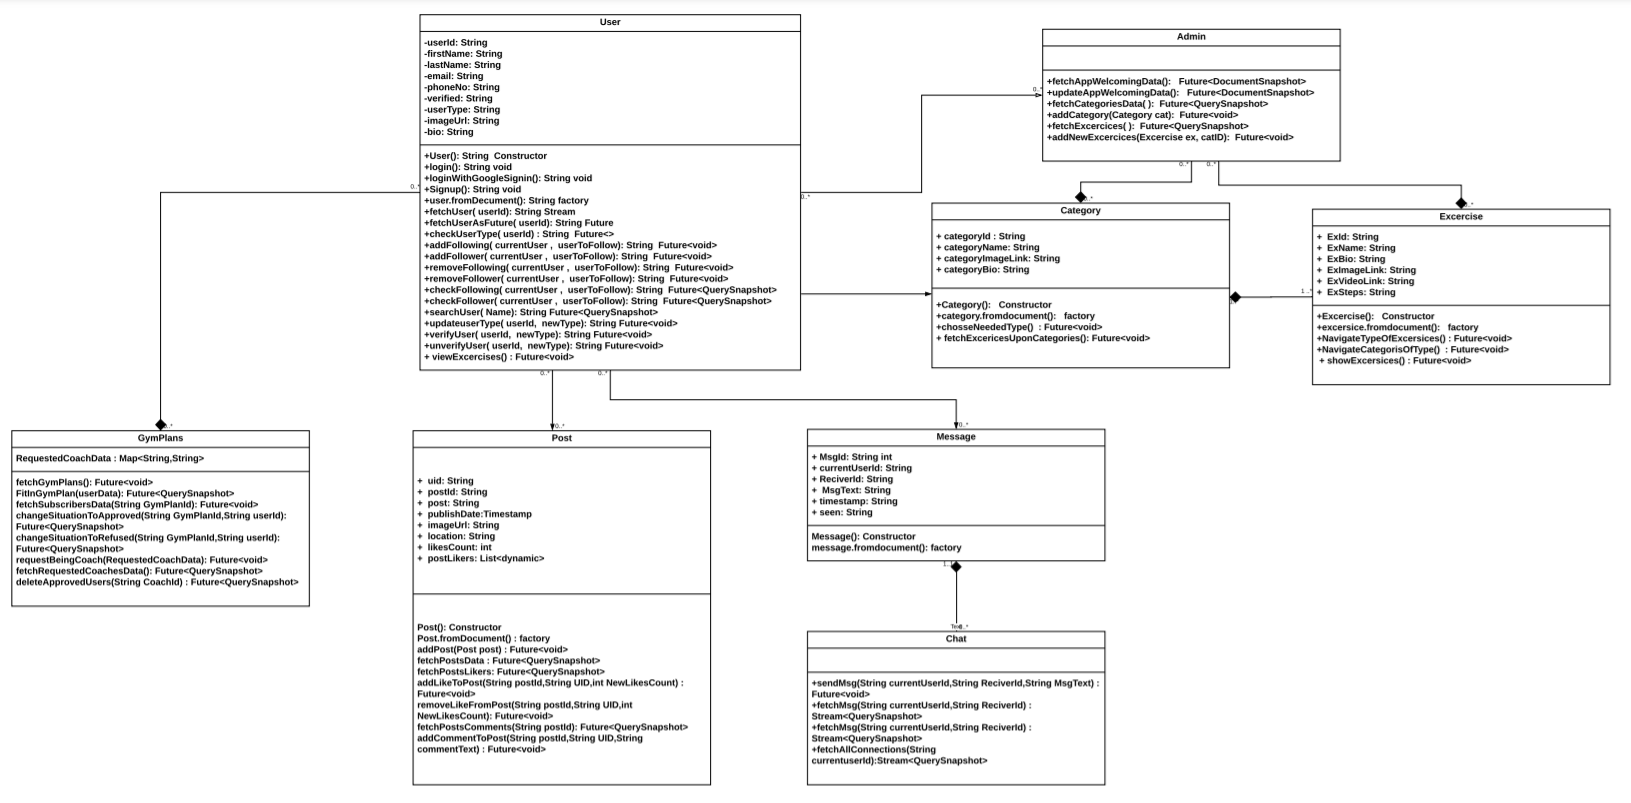 User
-userId: String
-firstName: String
-lastName: String
-email: String
-phoneNo: String
-verified: String
-userType: String
-imageUrl: String
-bio: String
+User(): String  Constructor
+login(): String void
+loginWithGoogleSignin(): String void
+Signup(): String void
+user.fromDecument(): String factory
+fetchUser( userId): String Stream
+fetchUserAsFuture( userId): String Future
+checkUserType( userId) : String  Future<>
+addFollowing( currentUser ,  userToFollow): String  Future<void>
+addFollower( currentUser ,  userToFollow): String  Future<void>
+removeFollowing( currentUser ,  userToFollow): String  Future<void>
+removeFollower( currentUser ,  userToFollow): String  Future<void>
+checkFollowing( currentUser ,  userToFollow): String  Future<QuerySnapshot>
+checkFollower( currentUser ,  userToFollow): String  Future<QuerySnapshot>
+searchUser( Name): String Future<QuerySnapshot>
+updateuserType( userId,  newType): String Future<void>
+verifyUser( userId,  newType): String Future<void>
+unverifyUser( userId,  newType): String Future<void>
+ viewExcercises() : Future<void>
0..*
0..*
0..*
0..*
Admin
+fetchAppWelcomingData():   Future<DocumentSnapshot>
+updateAppWelcomingData():   Future<DocumentSnapshot>
+fetchCategoriesData( ):  Future<QuerySnapshot>
+addCategory(Category cat):  Future<void>
+fetchExcercices( ):  Future<QuerySnapshot>
+addNewExcercices(Excercise ex, catID):  Future<void>
0..*
0..*
0..*
Category
+ categoryId : String
+ categoryName: String
+ categoryImageLink: String
+ categoryBio: String
+Category():   Constructor
+category.fromdocument():   factory
+chosseNeededType()  : Future<void>
+ fetchExcericesUponCategories(): Future<void>
Excercise
+  ExId: String
+  ExName: String
+  ExBio: String
+  ExImageLink: String
+  ExVideoLink: String
+  ExSteps: String
+Excercise():   Constructor
+excersice.fromdocument():   factory
+NavigateTypeOfExcersices() : Future<void>
+NavigateCategorisOfType()  : Future<void>
+ showExcersices() : Future<void>
1..*
GymPlans
RequestedCoachData : Map<String,String>
fetchGymPlans(): Future<void>
FitInGymPlan(userData): Future<QuerySnapshot>
fetchSubscribersData(String GymPlanId): Future<void>
changeSituationToApproved(String GymPlanId,String userId):
Future<QuerySnapshot>
changeSituationToRefused(String GymPlanId,String userId):
Future<QuerySnapshot>
requestBeingCoach(RequestedCoachData): Future<void>
fetchRequestedCoachesData(): Future<QuerySnapshot>
deleteApprovedUsers(String CoachId) : Future<QuerySnapshot>
0..*
Post
+  uid: String
+  postId: String
+  post: String
+  publishDate:Timestamp
+  imageUrl: String
+  location: String
+  likesCount: int
+  postLikers: List<dynamic>
Post(): Constructor
Post.fromDocument() : factory
addPost(Post post) : Future<void>
fetchPostsData : Future<QuerySnapshot>
fetchPostsLikers: Future<QuerySnapshot>
addLikeToPost(String postId,String UID,int NewLikesCount) :
Future<void>
removeLikeFromPost(String postId,String UID,int
NewLikesCount): Future<void>
fetchPostsComments(String postId): Future<QuerySnapshot>
addCommentToPost(String postId,String UID,String
commentText) : Future<void>
0..*
Message
+ MsgId: String int
+ currentUserId: String
+ ReciverId: String
+  MsgText: String
+ timestamp: String
+ seen: String
Message(): Constructor
message.fromdocument(): factory
Chat
+sendMsg(String currentUserId,String ReciverId,String MsgText) :
Future<void>
+fetchMsg(String currentUserId,String ReciverId) :
Stream<QuerySnapshot>
+fetchMsg(String currentUserId,String ReciverId) :
Stream<QuerySnapshot>
+fetchAllConnections(String
currentuserId):Stream<QuerySnapshot>